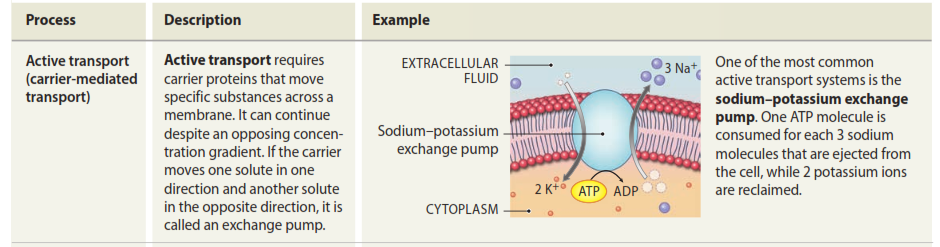 Process
Description
Example
Active transport
(carrier-mediated
transport)
Active transport requires
carrier proteins that move
specific substances across a
membrane. It can continue
despite an opposing concen-
tration gradient. If the carrier
moves one solute in one
direction and another solute
in the opposite direction, it is
called an exchange pump.
EXTRACELLULAR
FLUID
3 Na+
Sodium–potassium
exchange pump
2 K+
ATP
ADP
CYTOPLASM
One of the most common
active transport systems is the
sodium–potassium exchange
pump. One ATP molecule is
consumed for each 3 sodium
molecules that are ejected from
the cell, while 2 potassium ions
are reclaimed.